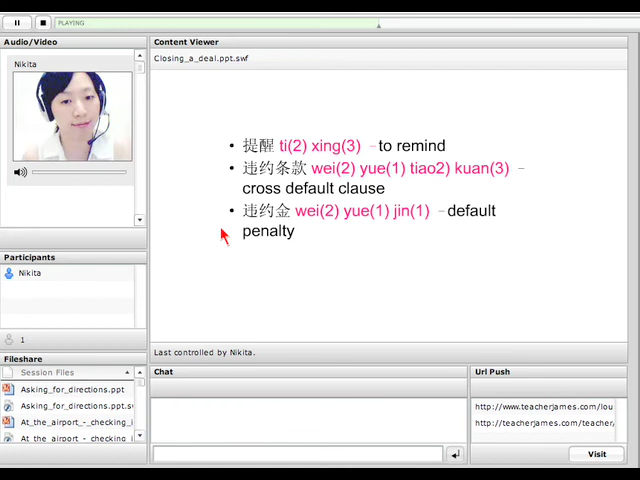 PLAYING
Audio/Video
Nikita
Content Viewer
Closing_a_deal.ppt.swf
• 提醒 ti(2) xing(3) –to remind
• 违约条款 wei(2) yue(1) tiao2) kuan(3) –
cross default clause
• 违约金 wei(2) yue(1) jin(1) –default
penalty
Participants
Nikita
1
Last controlled by Nikita.
Fileshare
Session Files
Asking_for_directions.ppt
Asking_for_directions.ppt.s
At_the_airport_-_checking_i
At_the_airport_-_checking_i
Chat
Url Push
http://www.teacherjames.com/lou
http://teacherjames.com/teacher/
Visit